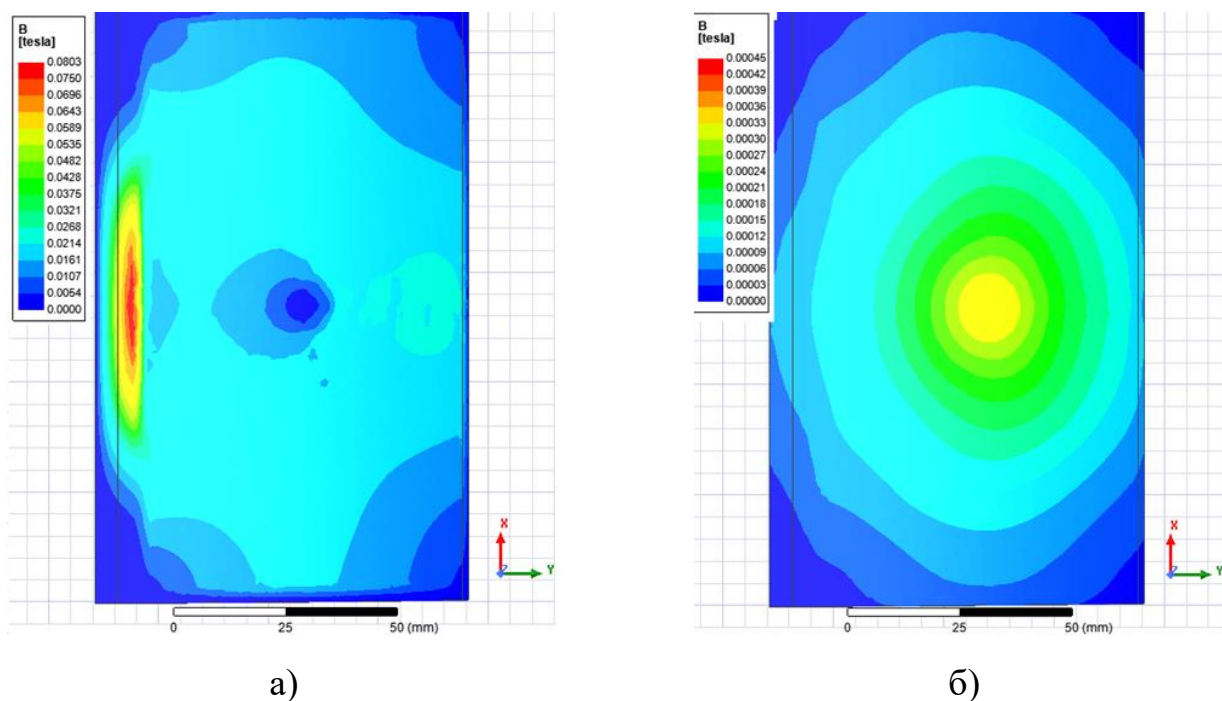 B
[tesla]
0.0803
0.0750
0.0696
0.0643
0.0589
0.0535
0.0482
0.0428
0.0375
0.0321
0.0268
0.0214
0.0161
0.0107
0.0054
0.0000
X
Z
Y
0 25 50 (mm)
а)
B
[tesla]
0.00045
0.00042
0.00039
0.00036
0.00033
0.00030
0.00027
0.00024
0.00021
0.00015
0.00012
0.00009
0.00006
0.00003
0.00000
X
Z
Y
0 25 50 (mm)
б)